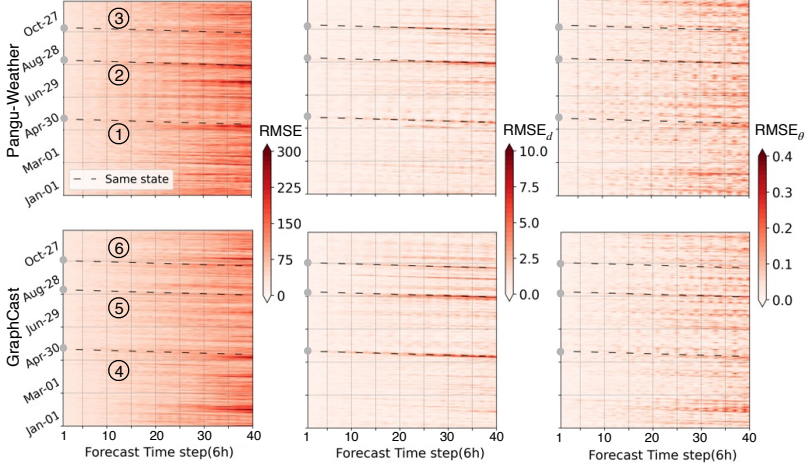 Pangu-Weather
Oct-27
Aug-28
Jun-29
Apr-30
Mar-01
Jan-01
③
②
①
Same state
RMSE
300
225
150
75
0
RMSE_d
10.0
7.5
5.0
2.5
0.0
RMSE_θ
0.4
0.3
0.2
0.1
0.0
GraphCast
Oct-27
Aug-28
Jun-29
Apr-30
Mar-01
Jan-01
⑥
⑤
④
1 10 20 30 40
Forecast Time step(6h)
1 10 20 30 40
Forecast Time step(6h)
1 10 20 30 40
Forecast Time step(6h)